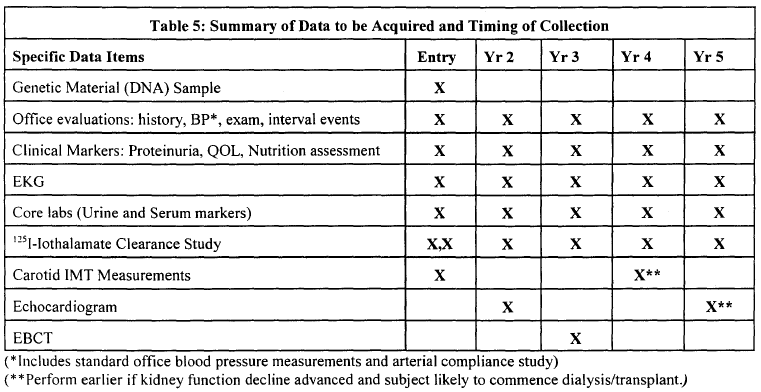 Table 5: Summary of Data to be Acquired and Timing of Collection
Specific Data Items Entry Yr 2 Yr 3 Yr 4 Yr 5
Genetic Material (DNA) Sample X
Office evaluations: history, BP*, exam, interval events X X X X X
Clinical Markers: Proteinuria, QOL, Nutrition assessment X X X X X
EKG X X X X X
Core labs (Urine and Serum markers) X X X X X
¹²⁵I-Iothalamate Clearance Study X,X X X X X
Carotid IMT Measurements X X**
Echocardiogram X X**
EBCT X
(*Includes standard office blood pressure measurements and arterial compliance study)
(**Perform earlier if kidney function decline advanced and subject likely to commence dialysis/transplant.)